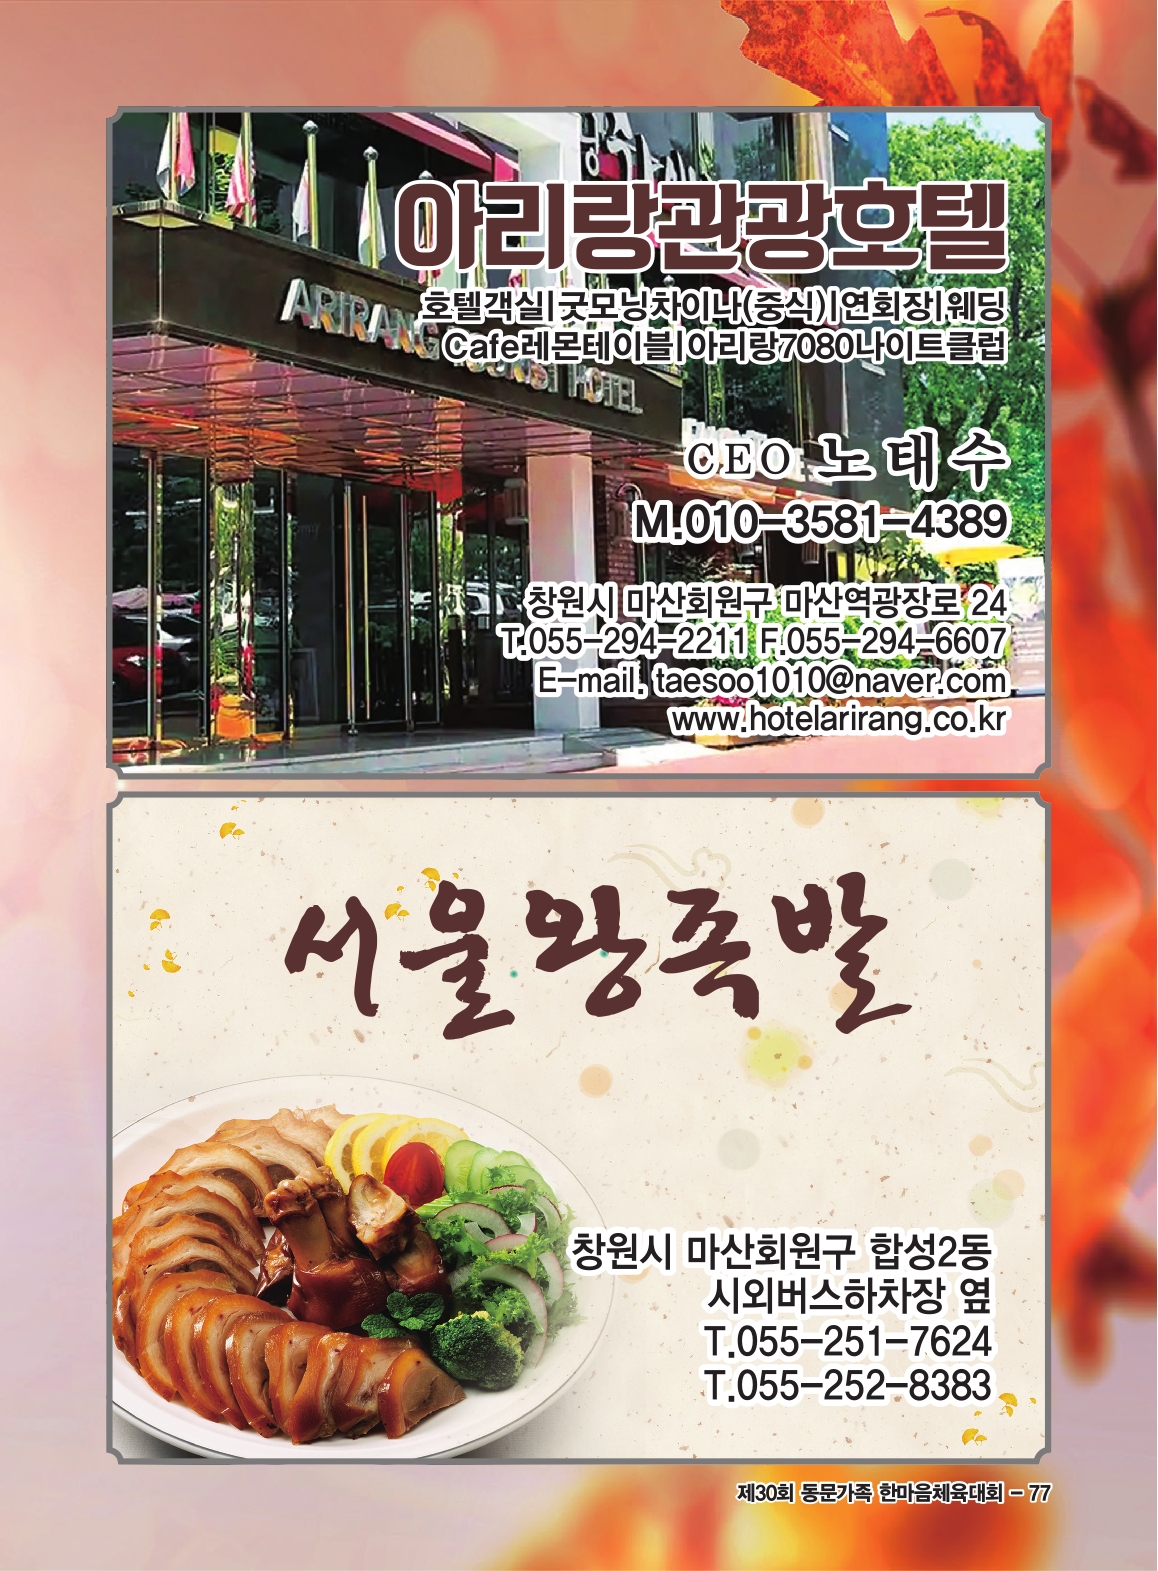 아리랑관광호텔
호텔객실|굿모닝차이나(중식)|연회장|웨딩
Cafe레몬테이블|아리랑7080나이트클럽
ARIRANG TOURIST HOTEL
CEO 노태수
M.010-3581-4389
창원시 마산회원구 마산역광장로 24
T.055-294-2211 F.055-294-6607
E-mail. taesoo1010@naver.com
www.hotelarirang.co.kr
서울왕족발
창원시 마산회원구 합성2동
시외버스하차장 옆
T.055-251-7624
T.055-252-8383
제30회 동문가족 한마음체육대회 - 77